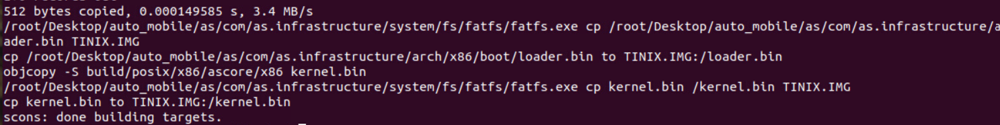 512 bytes copied, 0.000149585 s, 3.4 MB/s
/root/Desktop/auto_mobile/as/com/as.infrastructure/system/fs/fatfs/fatfs.exe cp /root/Desktop/auto_mobile/as/com/as.infrastructure/a
ader.bin TINIX.IMG
cp /root/Desktop/auto_mobile/as/com/as.infrastructure/arch/x86/boot/loader.bin to TINIX.IMG:/loader.bin
objcopy -S build/posix/x86/ascore/x86 kernel.bin
/root/Desktop/auto_mobile/as/com/as.infrastructure/system/fs/fatfs/fatfs.exe cp kernel.bin /kernel.bin TINIX.IMG
cp kernel.bin to TINIX.IMG:/kernel.bin
scons: done building targets.